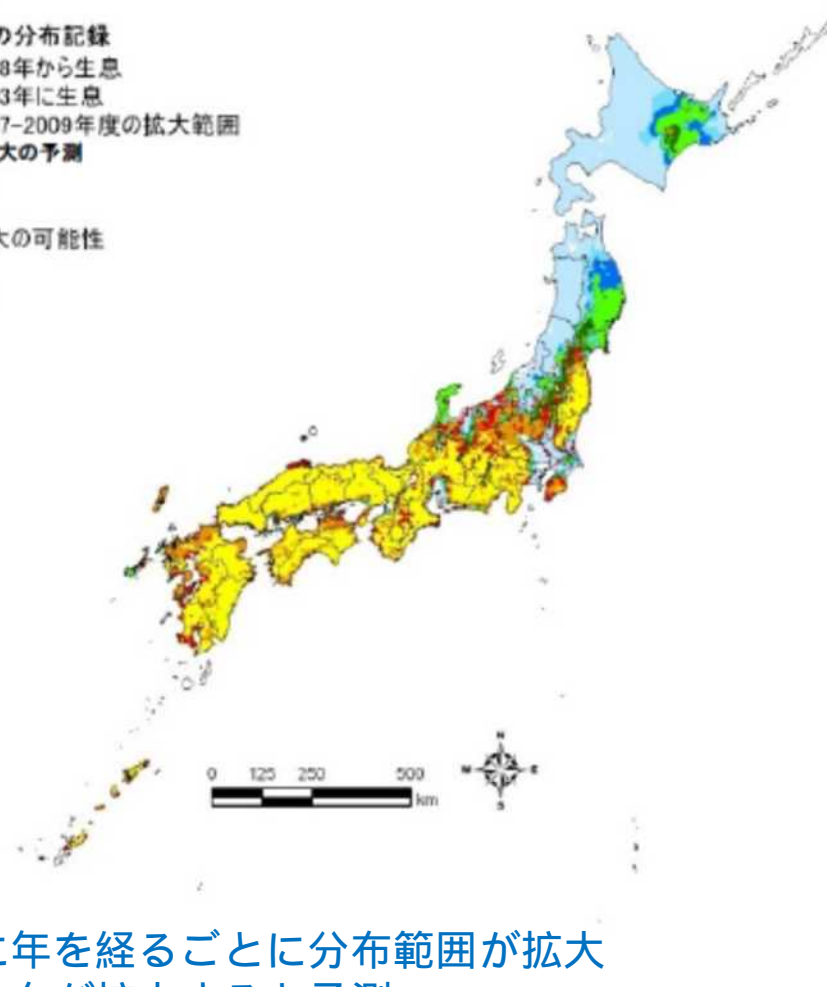 の分布記録
8年から生息
3年に生息
7-2009年度の拡大範囲
大の予測
大の可能性
N
W E
S
0 125 250 500
km
に年を経るごとに分布範囲が拡大